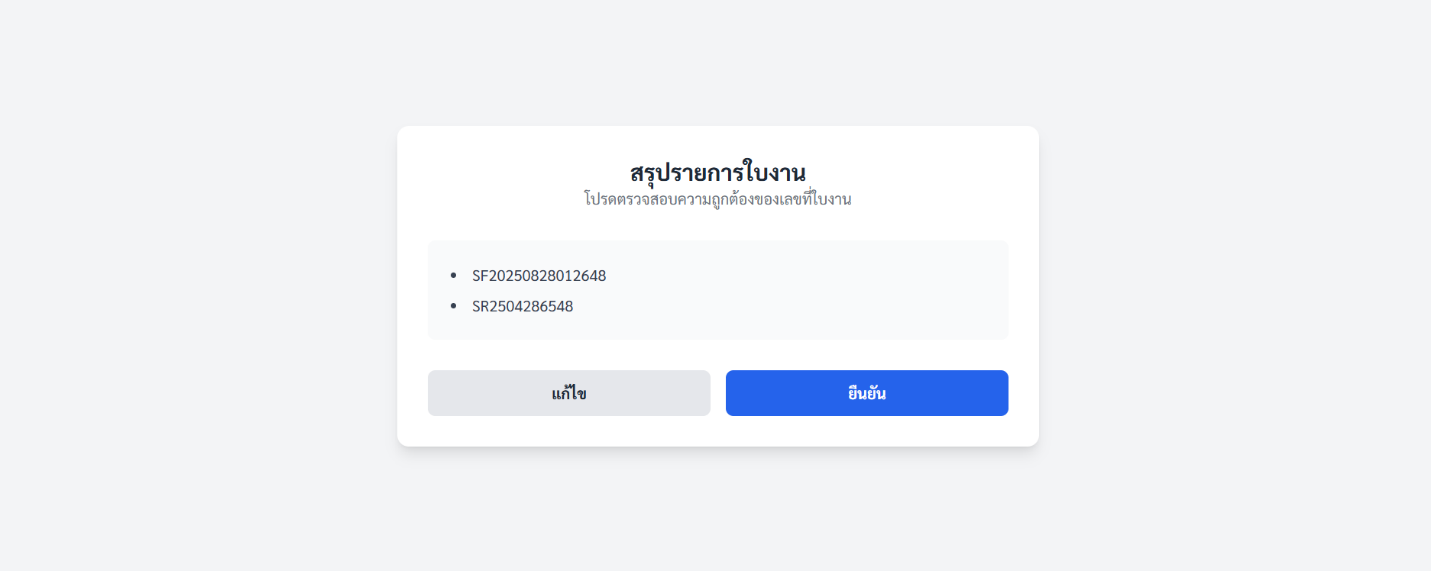 สรุปรายการใบงาน
โปรดตรวจสอบความถูกต้องของเลขที่ใบงาน
• SF20250828012648
• SR2504286548
แก้ไข
ยืนยัน